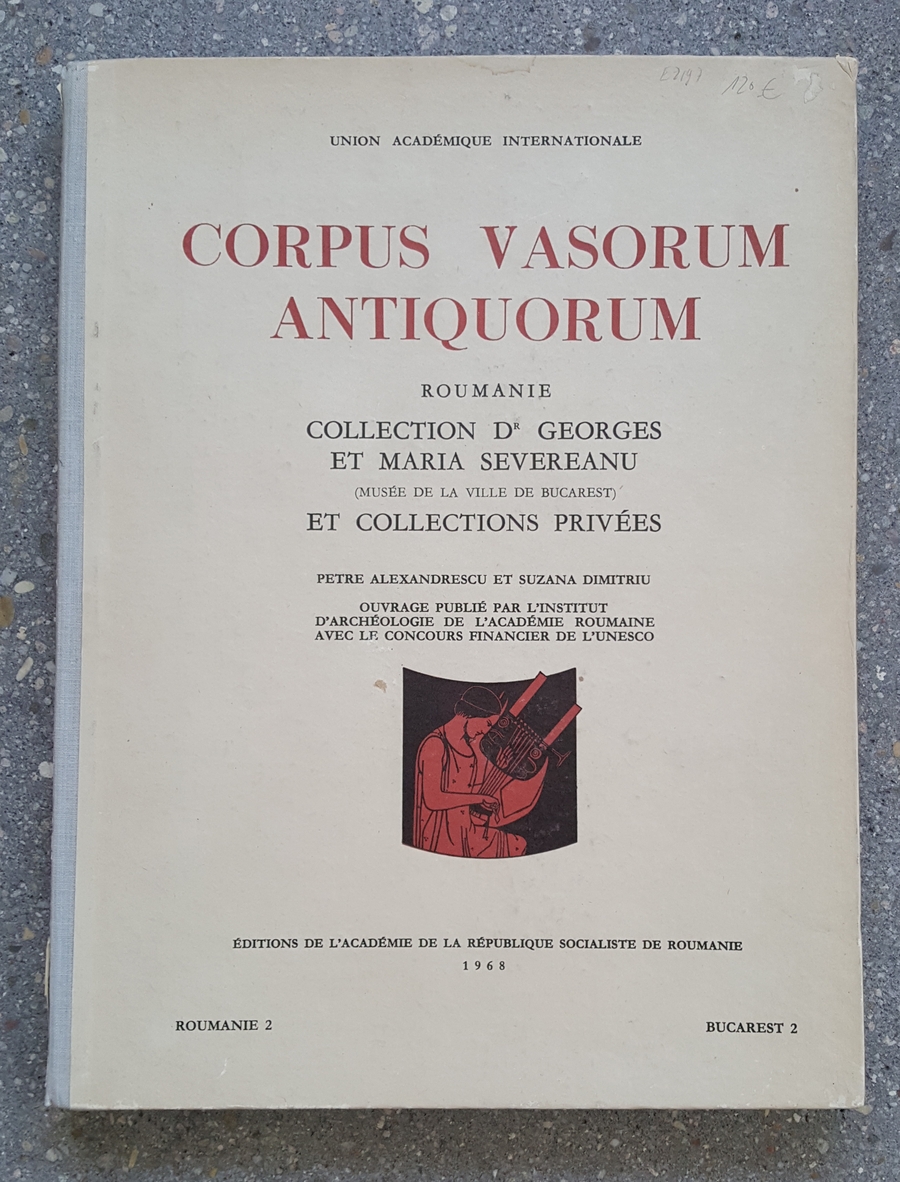 E2197 120 €
UNION ACADÉMIQUE INTERNATIONALE
CORPUS VASORUM
ANTIQUORUM
ROUMANIE
COLLECTION Dᴿ GEORGES
ET MARIA SEVEREANU
(MUSÉE DE LA VILLE DE BUCAREST)
ET COLLECTIONS PRIVÉES
PETRE ALEXANDRESCU ET SUZANA DIMITRIU
OUVRAGE PUBLIÉ PAR L'INSTITUT
D'ARCHÉOLOGIE DE L'ACADÉMIE ROUMAINE
AVEC LE CONCOURS FINANCIER DE L'UNESCO
ÉDITIONS DE L'ACADÉMIE DE LA RÉPUBLIQUE SOCIALISTE DE ROUMANIE
1968
ROUMANIE 2 BUCAREST 2